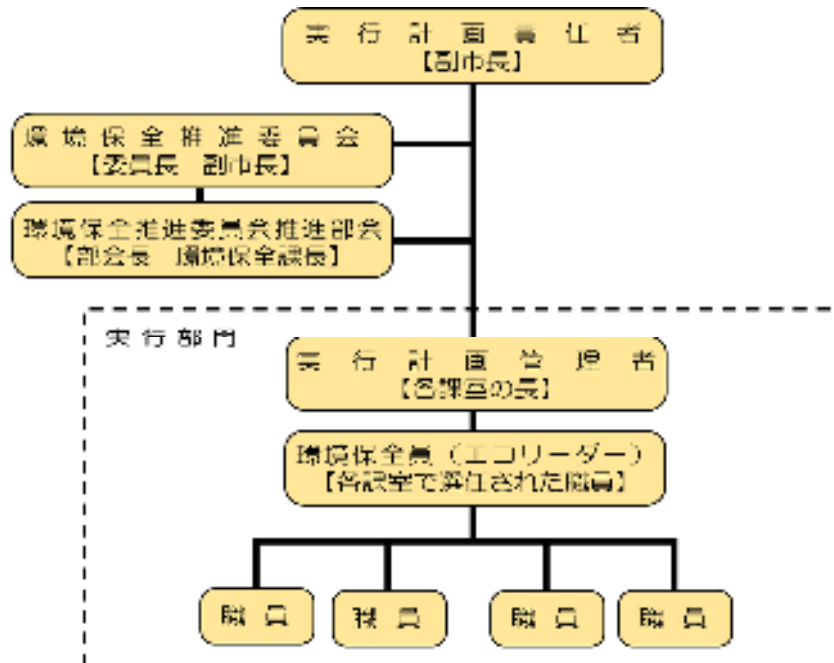 実行計画責任者
【副市長】
環境保全推進委員会
【委員長 副市長】
環境保全推進委員会推進部会
【部会長 環境保全課長】
実行部門
実行計画管理者
【各課室の長】
環境保全員（エコリーダー）
【各課室で選任された職員】
職員
職員
職員
職員